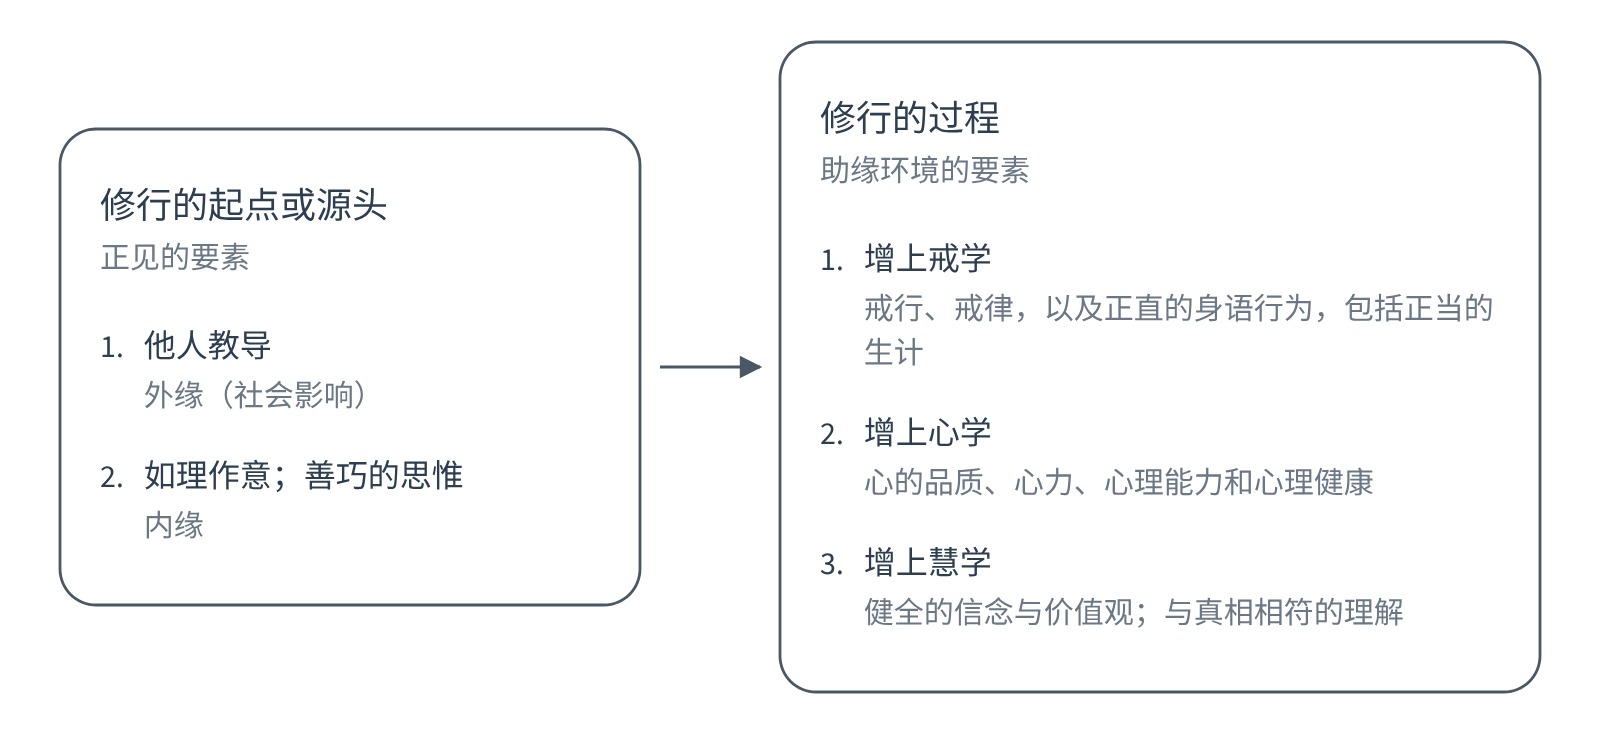 修行的起点或源头
正见的要素
1. 他人教导
外缘（社会影响）
2. 如理作意；善巧的思惟
内缘
修行的过程
助缘环境的要素
1. 增上戒学
戒行、戒律，以及正直的身语行为，包括正当的
生计
2. 增上心学
心的品质、心力、心理能力和心理健康
3. 增上慧学
健全的信念与价值观；与真相相符的理解